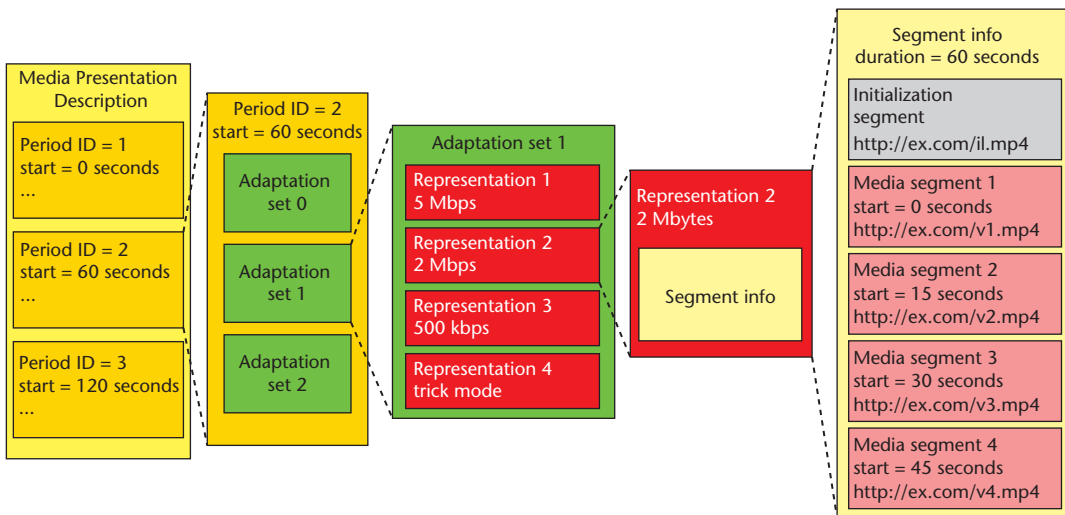 Media Presentation
Description
Period ID = 1
start = 0 seconds
...
Period ID = 2
start = 60 seconds
...
Period ID = 3
start = 120 seconds
...
Period ID = 2
start = 60 seconds
Adaptation
set 0
Adaptation
set 1
Adaptation
set 2
Adaptation set 1
Representation 1
5 Mbps
Representation 2
2 Mbps
Representation 3
500 kbps
Representation 4
trick mode
Representation 2
2 Mbytes
Segment info
Segment info
duration = 60 seconds
Initialization
segment
http://ex.com/il.mp4
Media segment 1
start = 0 seconds
http://ex.com/v1.mp4
Media segment 2
start = 15 seconds
http://ex.com/v2.mp4
Media segment 3
start = 30 seconds
http://ex.com/v3.mp4
Media segment 4
start = 45 seconds
http://ex.com/v4.mp4